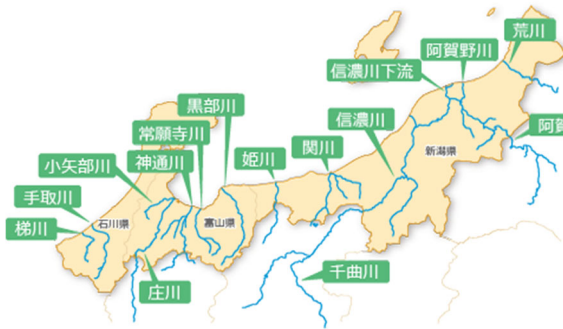 荒川
阿賀野川
信濃川下流
黒部川
信濃川
常願寺川
阿賀
関川
小矢部川
神通川
姫川
新潟県
手取川
石川県
富山県
梯川
千曲川
庄川